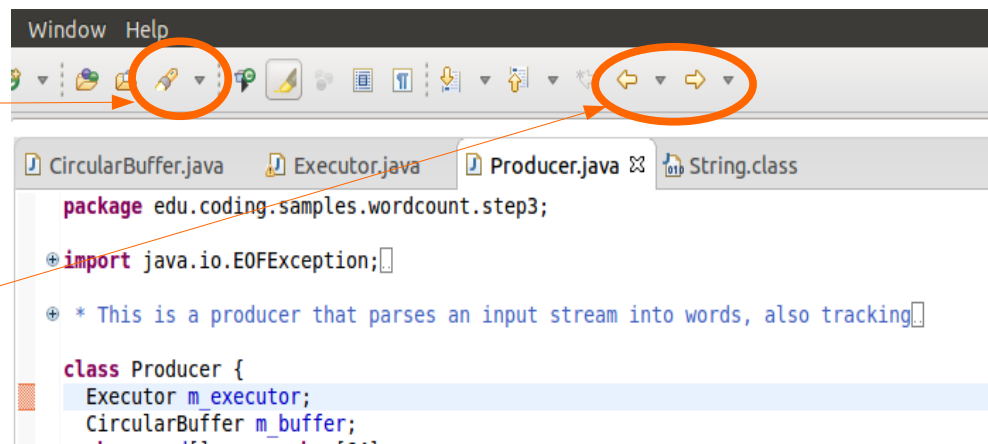 Window Help
CircularBuffer.java Executor.java Producer.java String.class
package edu.coding.samples.wordcount.step3;
import java.io.EOFException;
* This is a producer that parses an input stream into words, also tracking
class Producer {
Executor m_executor;
CircularBuffer m_buffer;